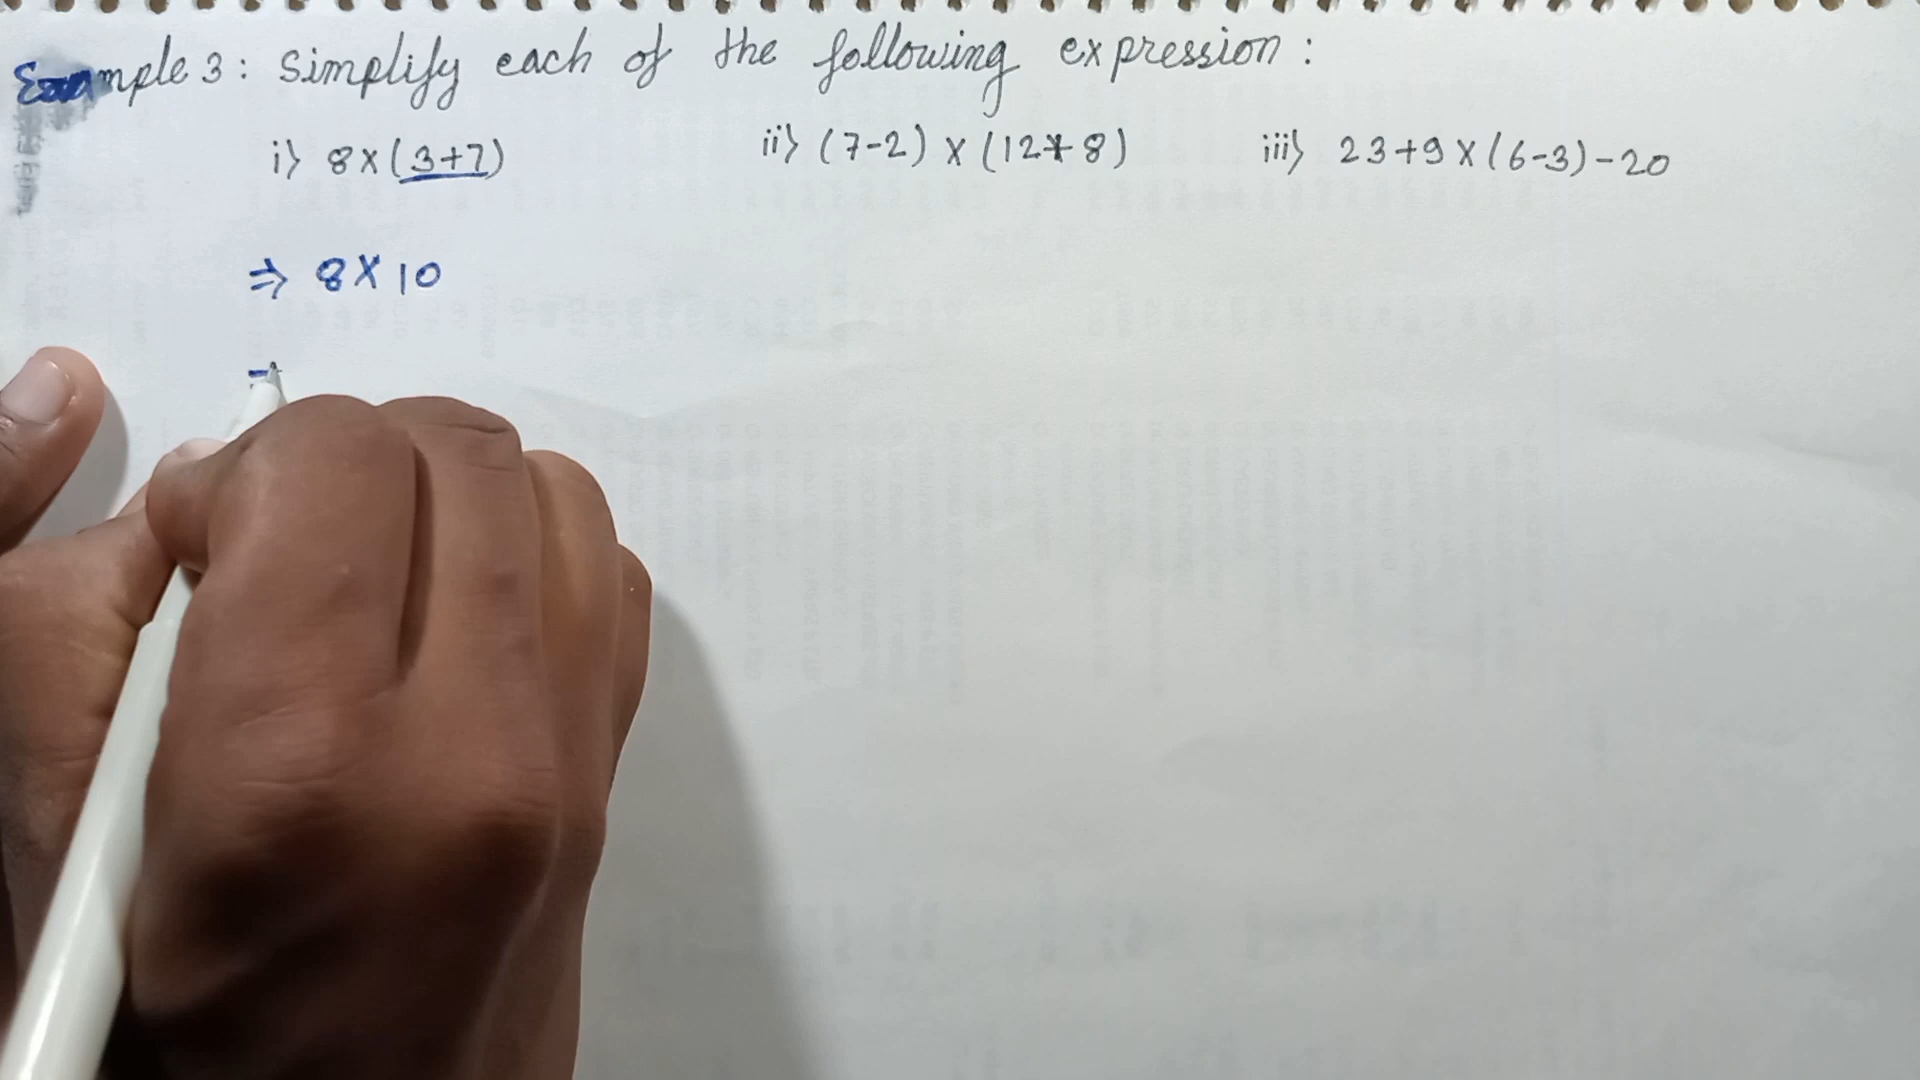 Example 3: Simplify each of the following expression:
i) 8×(3+7) ii) (7-2) × (12+8) iii) 23+9×(6-3)-20
⇒ 8×10